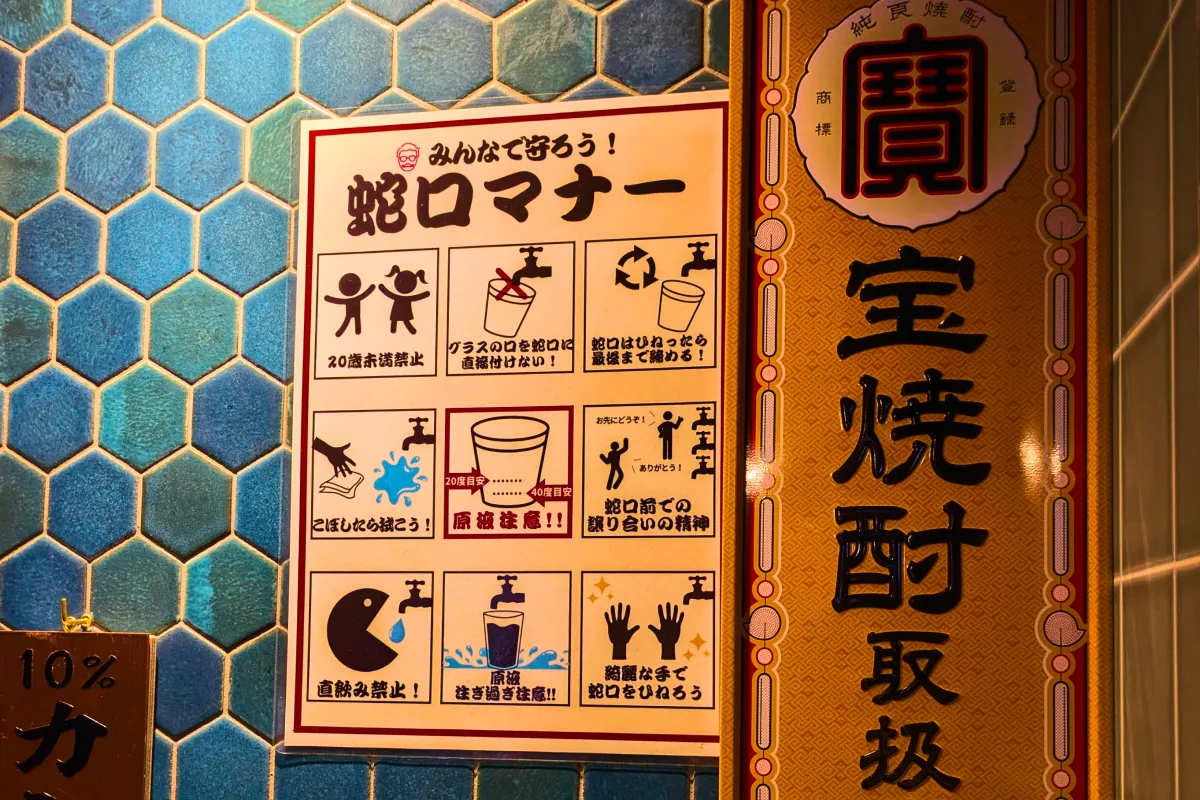 みんなで守ろう！
蛇口マナー
20歳未満禁止
グラスの口を蛇口に
直接付けない！
蛇口はひねったら
最後まで締める！
こぼしたら拭こう！
20度目安
40度目安
原液注意!!
お先にどうぞ！
ありがとう！
蛇口前での
譲り合いの精神
直飲み禁止！
原液
注ぎ過ぎ注意!!
綺麗な手で
蛇口をひねろう
純良焼酎
寶
商標
登録
宝焼酎取扱
10%
カ